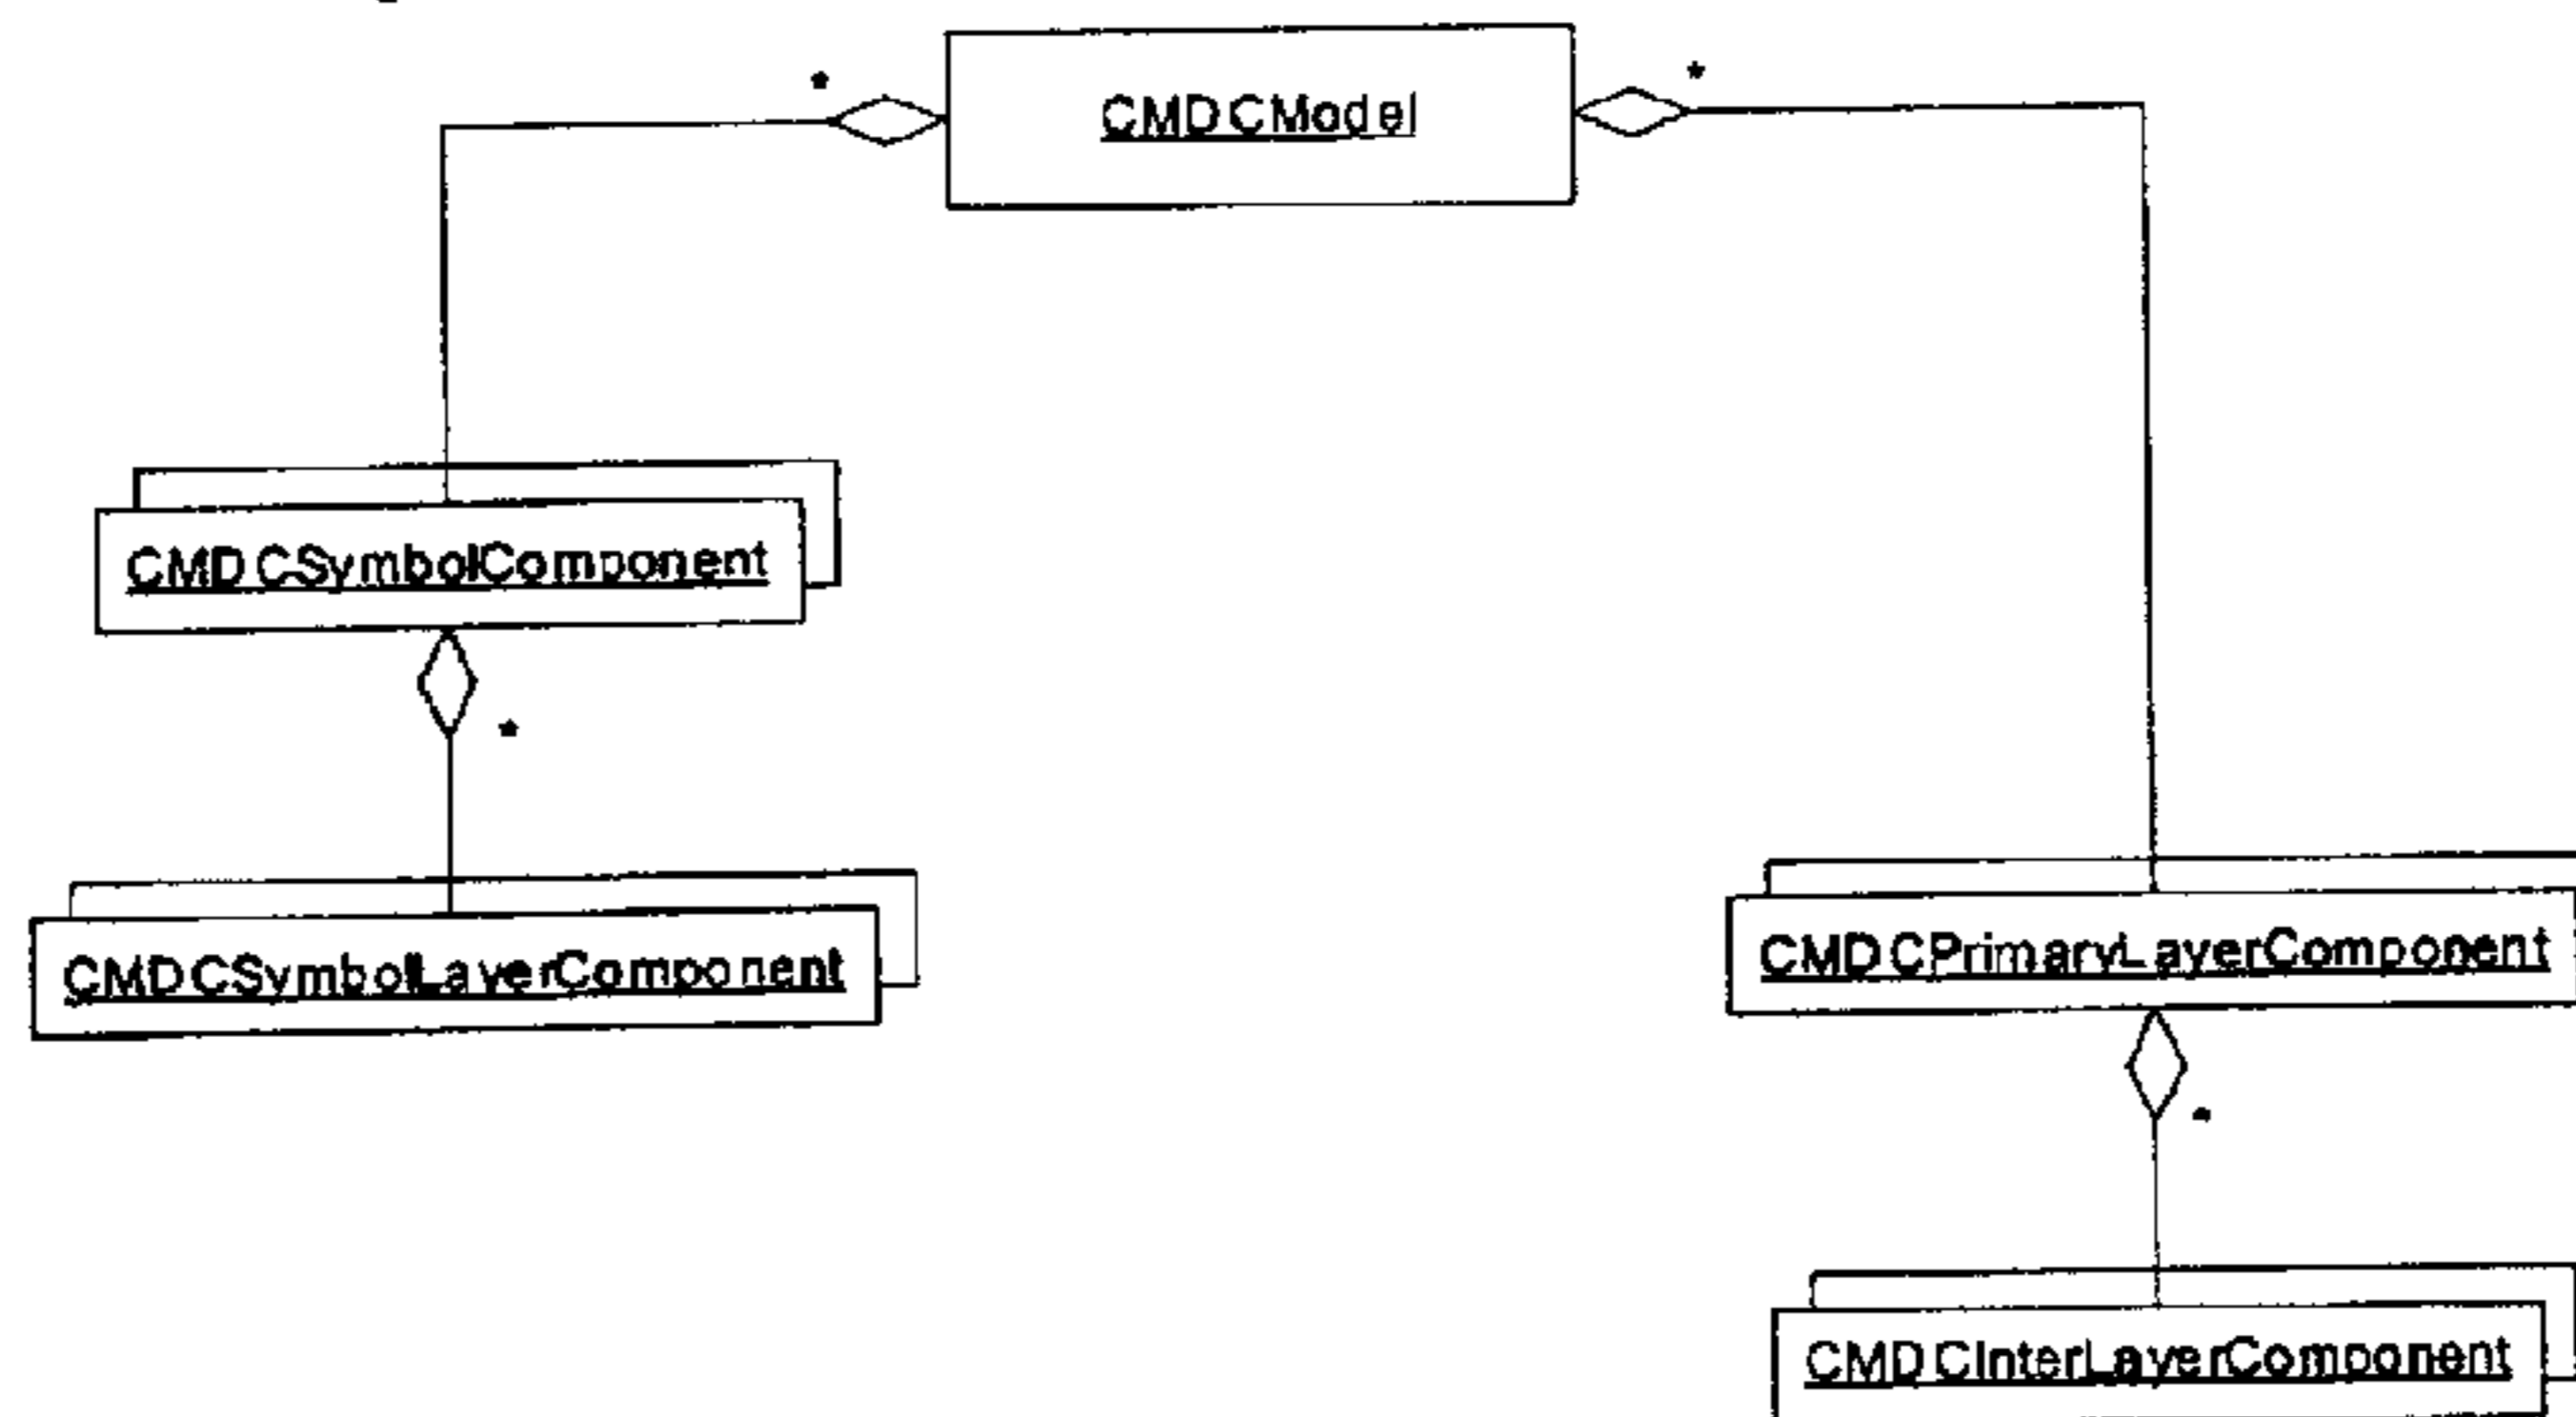 * *
CMDCModel
CMDCSymbolComponent
*
CMDCSymbolLayerComponent
CMDCPrimaryLayerComponent
*
CMDCInterLayerComponent